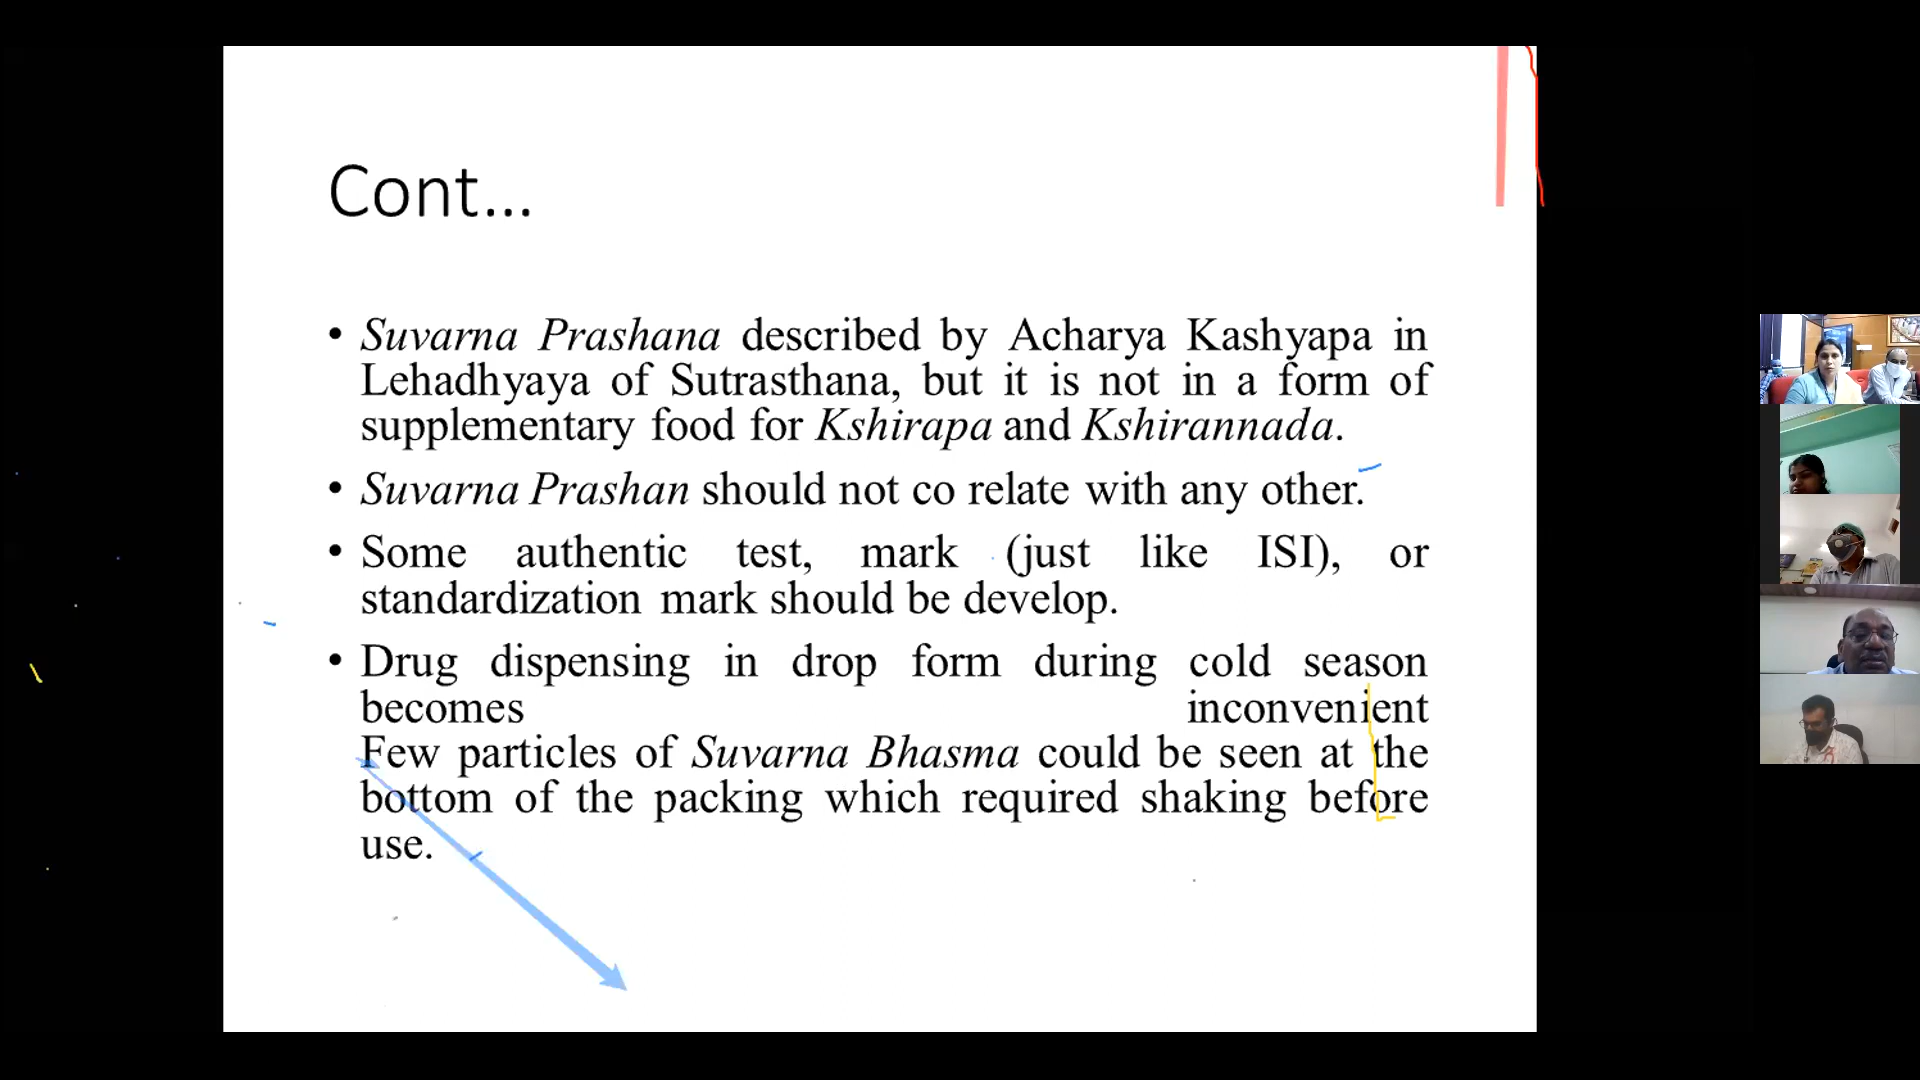 Cont...
• Suvarna Prashana described by Acharya Kashyapa in
Lehadhyaya of Sutrasthana, but it is not in a form of
supplementary food for Kshirapa and Kshirannada.
• Suvarna Prashan should not co relate with any other.
• Some authentic test, mark (just like ISI), or
standardization mark should be develop.
• Drug dispensing in drop form during cold season
becomes inconvenient
Few particles of Suvarna Bhasma could be seen at the
bottom of the packing which required shaking before
use.